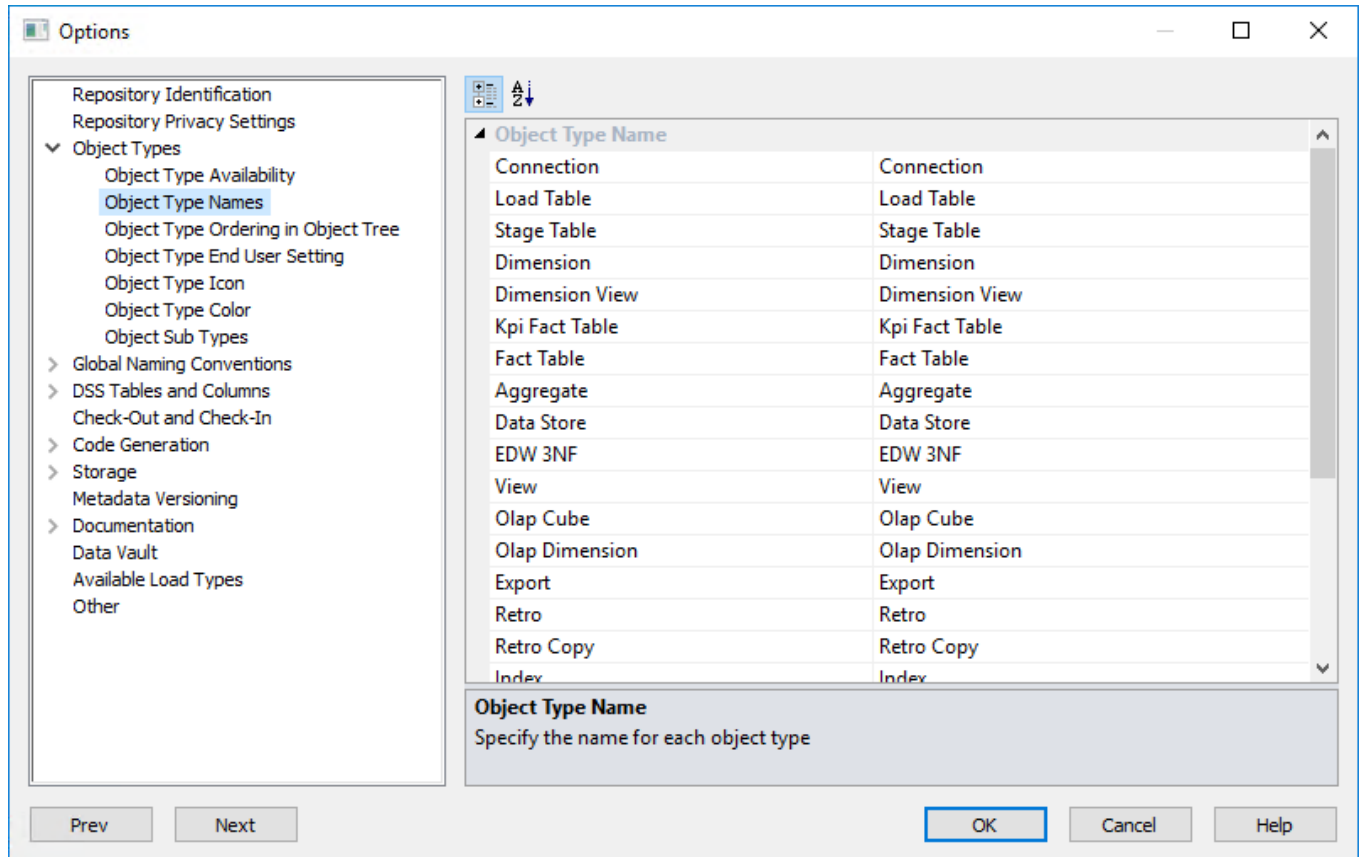 Options
Repository Identification
Repository Privacy Settings
Object Types
Object Type Availability
Object Type Names
Object Type Ordering in Object Tree
Object Type End User Setting
Object Type Icon
Object Type Color
Object Sub Types
Global Naming Conventions
DSS Tables and Columns
Check-Out and Check-In
Code Generation
Storage
Metadata Versioning
Documentation
Data Vault
Available Load Types
Other
Object Type Name
Connection Connection
Load Table Load Table
Stage Table Stage Table
Dimension Dimension
Dimension View Dimension View
Kpi Fact Table Kpi Fact Table
Fact Table Fact Table
Aggregate Aggregate
Data Store Data Store
EDW 3NF EDW 3NF
View View
Olap Cube Olap Cube
Olap Dimension Olap Dimension
Export Export
Retro Retro
Retro Copy Retro Copy
Index Index
Object Type Name
Specify the name for each object type
Prev Next OK Cancel Help